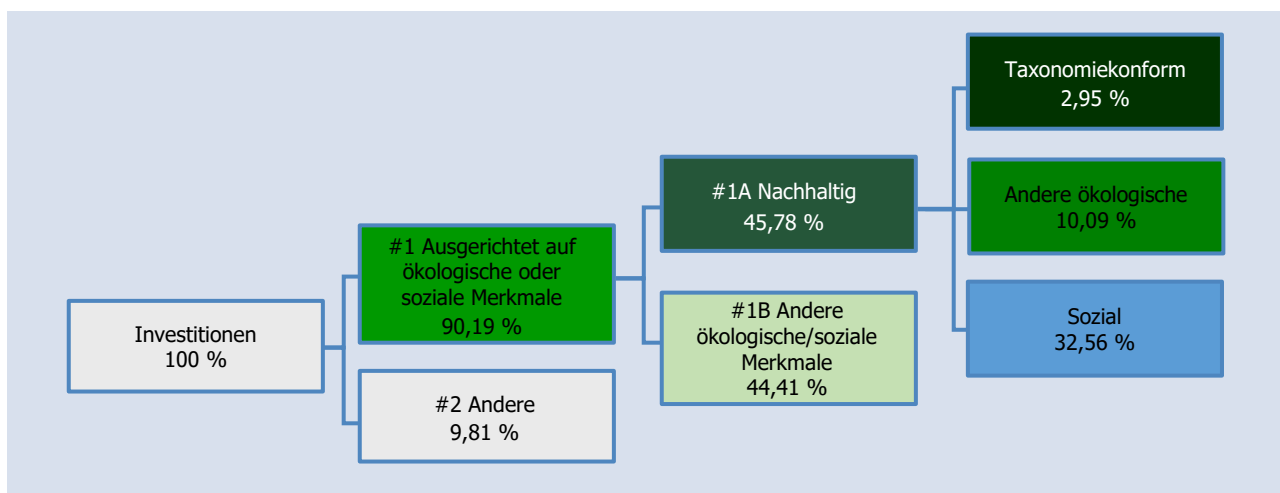 Investitionen
100 %
#1 Ausgerichtet auf
ökologische oder
soziale Merkmale
90,19 %
#2 Andere
9,81 %
#1A Nachhaltig
45,78 %
#1B Andere
ökologische/soziale
Merkmale
44,41 %
Taxonomiekonform
2,95 %
Andere ökologische
10,09 %
Sozial
32,56 %